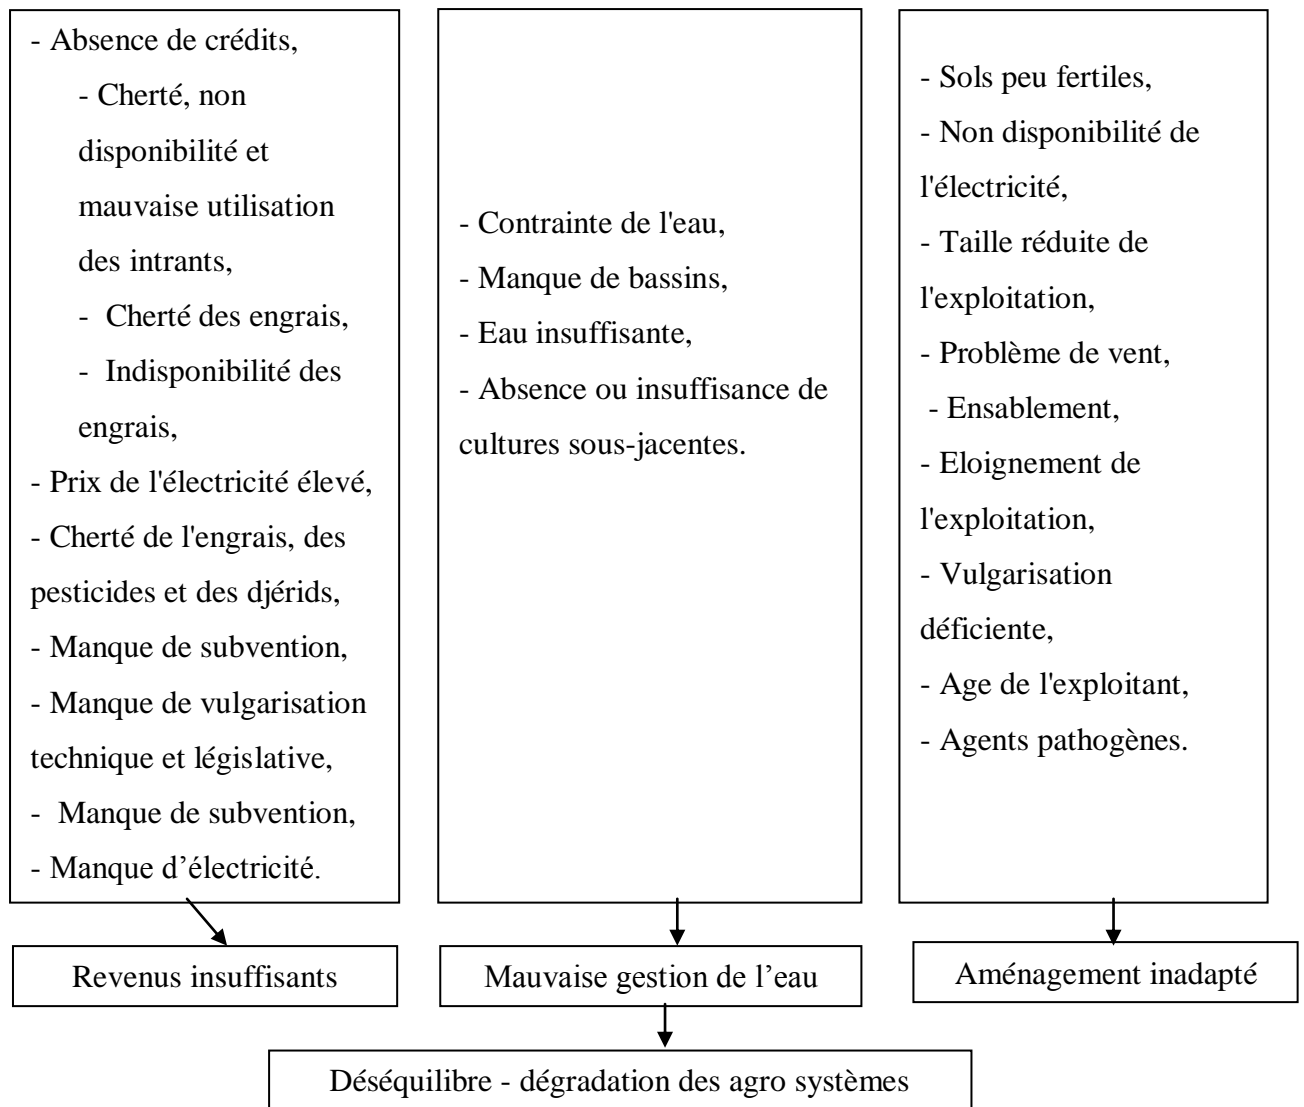 - Absence de crédits,
- Cherté, non
disponibilité et
mauvaise utilisation
des intrants,
-  Cherté des engrais,
-  Indisponibilité des
engrais,
- Prix de l'électricité élevé,
- Cherté de l'engrais, des
pesticides et des djérids,
- Manque de subvention,
- Manque de vulgarisation
technique et législative,
-  Manque de subvention,
- Manque d’électricité.
- Contrainte de l'eau,
- Manque de bassins,
- Eau insuffisante,
- Absence ou insuffisance de
cultures sous-jacentes.
- Sols peu fertiles,
- Non disponibilité de
l'électricité,
- Taille réduite de
l'exploitation,
- Problème de vent,
- Ensablement,
- Eloignement de
l'exploitation,
- Vulgarisation
déficiente,
- Age de l'exploitant,
- Agents pathogènes.
Revenus insuffisants
Mauvaise gestion de l’eau
Aménagement inadapté
Déséquilibre - dégradation des agro systèmes